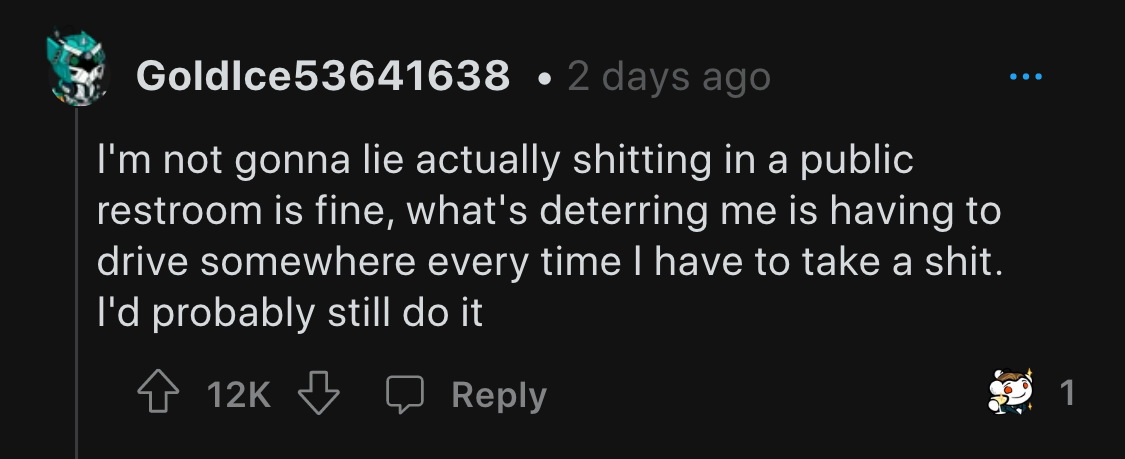 GoldIce53641638 • 2 days ago
I'm not gonna lie actually shitting in a public
restroom is fine, what's deterring me is having to
drive somewhere every time I have to take a shit.
I'd probably still do it
12K Reply 1